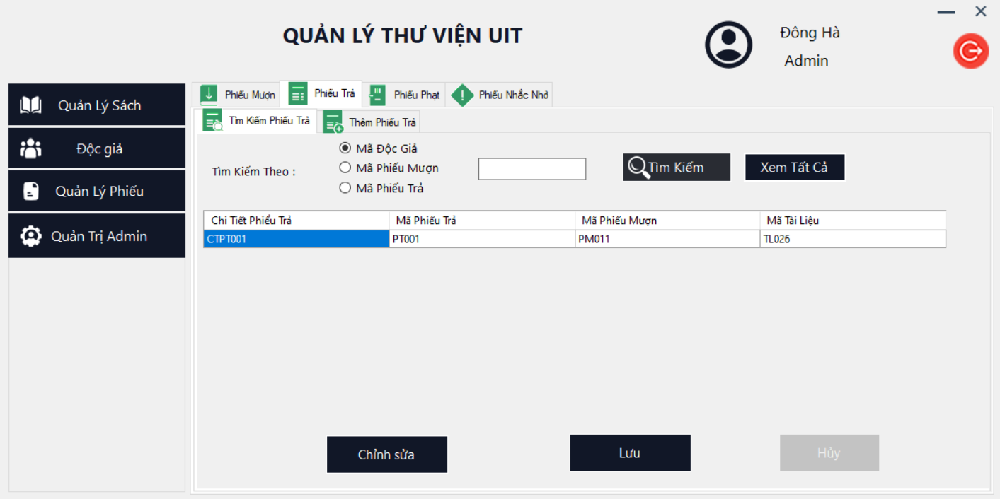 QUẢN LÝ THƯ VIỆN UIT
Đông Hà
Admin
Quản Lý Sách
Độc giả
Quản Lý Phiếu
Quản Trị Admin
Phiếu Mượn Phiếu Trả Phiếu Phạt Phiếu Nhắc Nhở
Tìm Kiếm Phiếu Trả Thêm Phiếu Trả
Tìm Kiếm Theo :
Mã Độc Giả
Mã Phiếu Mượn
Mã Phiếu Trả
Tìm Kiếm
Xem Tất Cả
Chi Tiết Phiểu Trả Mã Phiếu Trả Mã Phiếu Mượn Mã Tài Liệu
CTPT001 PT001 PM011 TL026
Chỉnh sửa Lưu Hủy